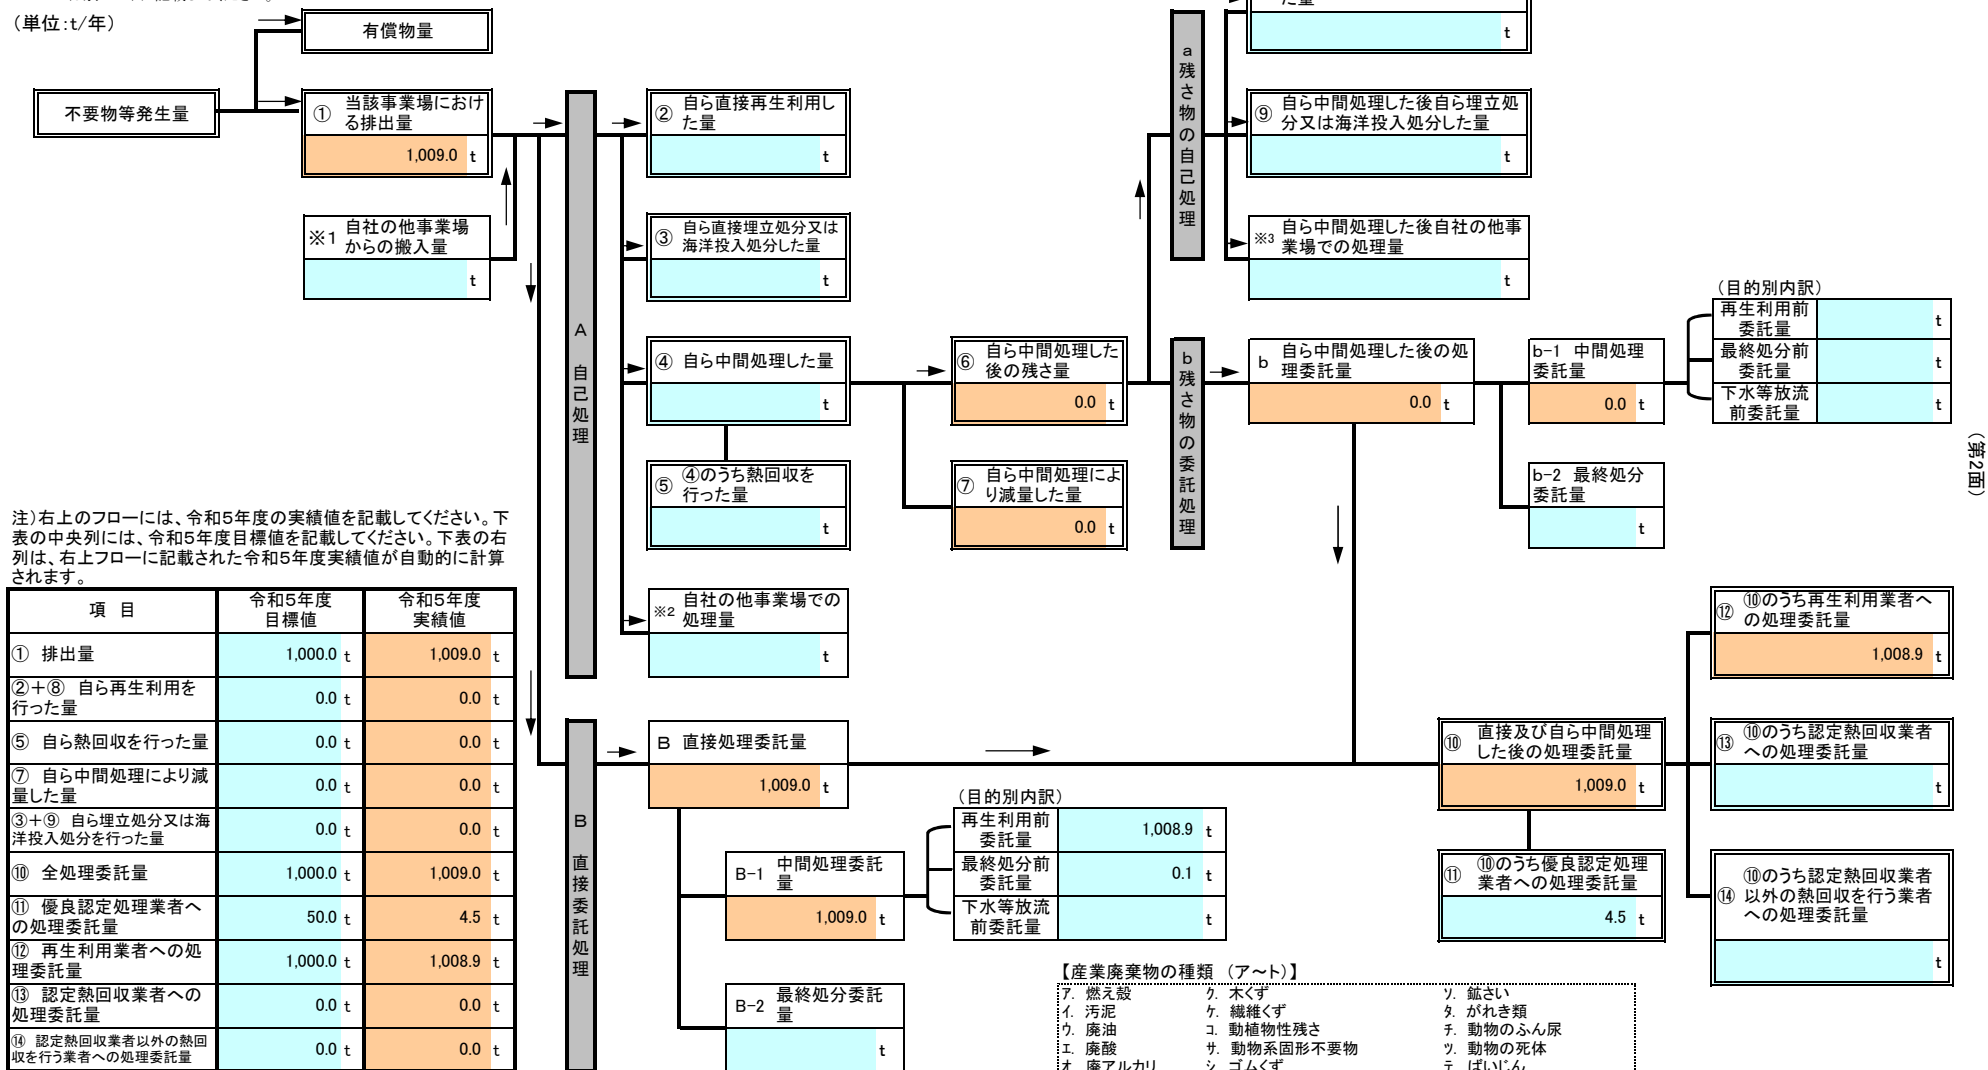 (単位:t/年)
有償物量
不要物等発生量
① 当該事業場におけ
る排出量
1,009.0 t
※1 自社の他事業場
からの搬入量
t
A 自己処理
② 自ら直接再生利用し
た量
t
③ 自ら直接埋立処分又は
海洋投入処分した量
t
④ 自ら中間処理した量
t
⑤ ④のうち熱回収を
行った量
t
※2 自社の他事業場での
処理量
t
⑥ 自ら中間処理した
後の残さ量
0.0 t
⑦ 自ら中間処理によ
り減量した量
0.0 t
a 残さ物の自己処理
た量
t
⑨ 自ら中間処理した後自ら埋立処
分又は海洋投入処分した量
t
※3 自ら中間処理した後自社の他事
業場での処理量
t
b 残さ物の委託処理
b 自ら中間処理した後の処
理委託量
0.0 t
b-1 中間処理
委託量
0.0 t
b-2 最終処分
委託量
t
(目的別内訳)
再生利用前
委託量
t
最終処分前
委託量
t
下水等放流
前委託量
t
(第2面)
注)右上のフローには、令和5年度の実績値を記載してください。下
表の中央列には、令和5年度目標値を記載してください。下表の右
列は、右上フローに記載された令和5年度実績値が自動的に計算
されます。
項 目 令和5年度 目標値 令和5年度 実績値
① 排出量 1,000.0 t 1,009.0 t
②+⑧ 自ら再生利用を
行った量 0.0 t 0.0 t
⑤ 自ら熱回収を行った量 0.0 t 0.0 t
⑦ 自ら中間処理により減
量した量 0.0 t 0.0 t
③+⑨ 自ら埋立処分又は海
洋投入処分を行った量 0.0 t 0.0 t
⑩ 全処理委託量 1,000.0 t 1,009.0 t
⑪ 優良認定処理業者へ
の処理委託量 50.0 t 4.5 t
⑫ 再生利用業者への処
理委託量 1,000.0 t 1,008.9 t
⑬ 認定熱回収業者への
処理委託量 0.0 t 0.0 t
⑭ 認定熱回収業者以外の熱回
収を行う業者への処理委託量 0.0 t 0.0 t
B 直接委託処理
B 直接処理委託量
1,009.0 t
B-1 中間処理委託
量
1,009.0 t
B-2 最終処分委託
量
t
(目的別内訳)
再生利用前
委託量
1,008.9 t
最終処分前
委託量
0.1 t
下水等放流
前委託量
t
⑩ 直接及び自ら中間処理
した後の処理委託量
1,009.0 t
⑪ ⑩のうち優良認定処理
業者への処理委託量
4.5 t
⑫ ⑩のうち再生利用業者へ
の処理委託量
1,008.9 t
⑬ ⑩のうち認定熱回収業者
への処理委託量
t
⑭ ⑩のうち認定熱回収業者
以外の熱回収を行う業者
への処理委託量
t
【産業廃棄物の種類 (ア~ト)】
ア. 燃え殻 ク. 木くず ソ. 鉱さい
イ. 汚泥 ケ. 繊維くず タ. がれき類
ウ. 廃油 コ. 動植物性残さ チ. 動物のふん尿
エ. 廃酸 サ. 動物系固形不要物 ツ. 動物の死体
オ. 廃アルカリ シ. ゴムくず テ. ばいじん